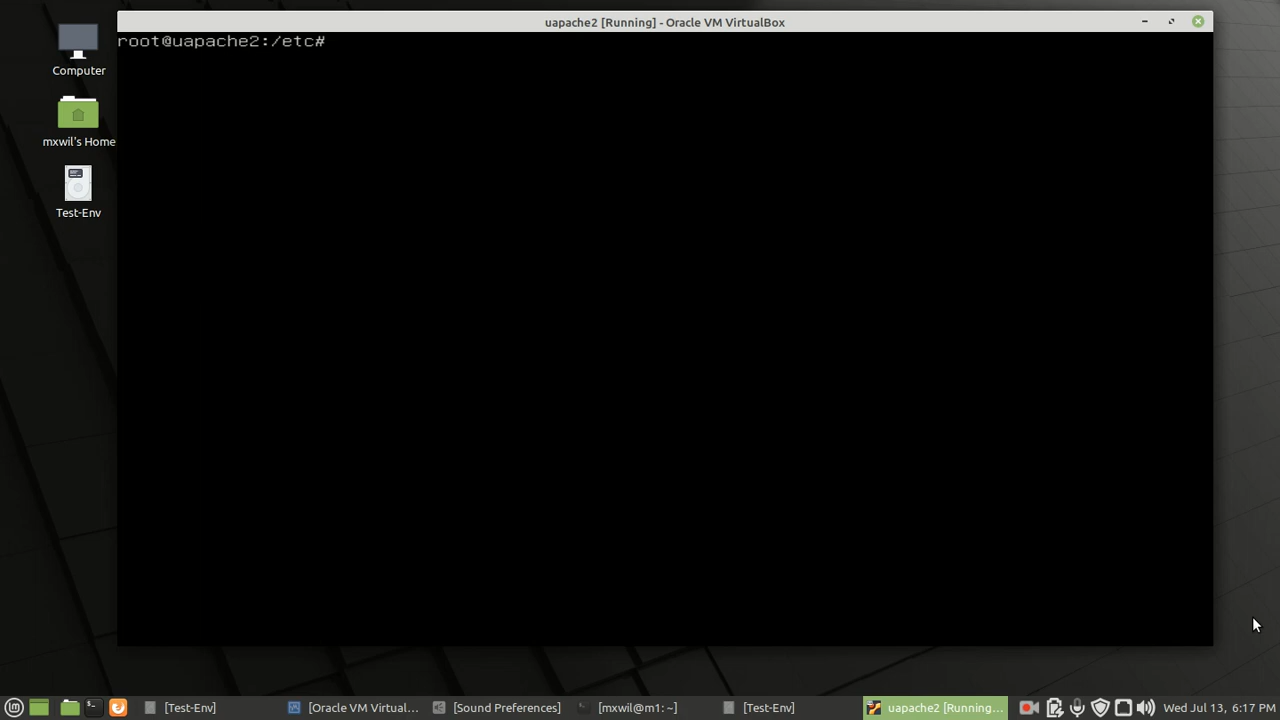 uapache2 [Running] - Oracle VM VirtualBox
root@uapache2:/etc#
Computer
mxwil's Home
Test-Env
[Test-Env]
[Oracle VM Virtual...
[Sound Preferences]
[mxwil@m1: ~]
[Test-Env]
uapache2 [Running...
Wed Jul 13, 6:17 PM